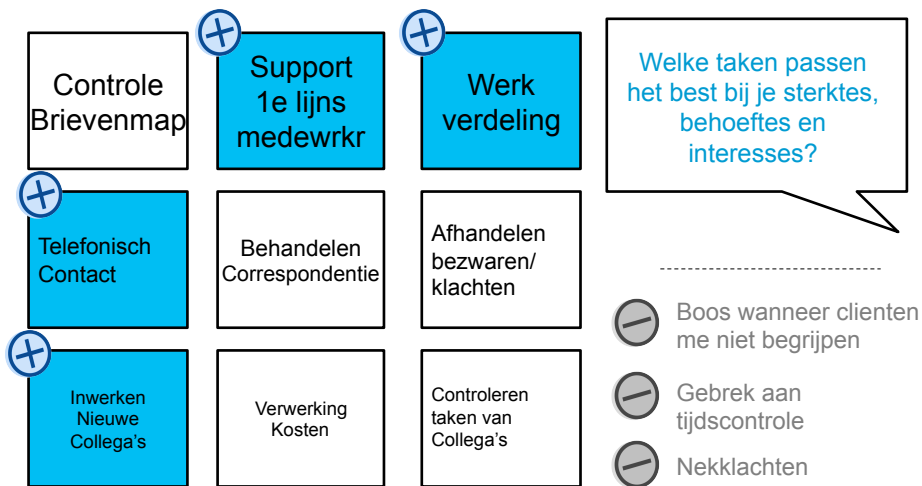 Controle
Brievenmap
Support
1e lijns
medewrkr
Werk
verdeling
Welke taken passen
het best bij je sterktes,
behoeftes en
interesses?
Telefonisch
Contact
Behandelen
Correspondentie
Afhandelen
bezwaren/
klachten
Inwerken
Nieuwe
Collega's
Verwerking
Kosten
Controleren
taken van
Collega's
Boos wanneer clienten
me niet begrijpen
Gebrek aan
tijdscontrole
Nekklachten